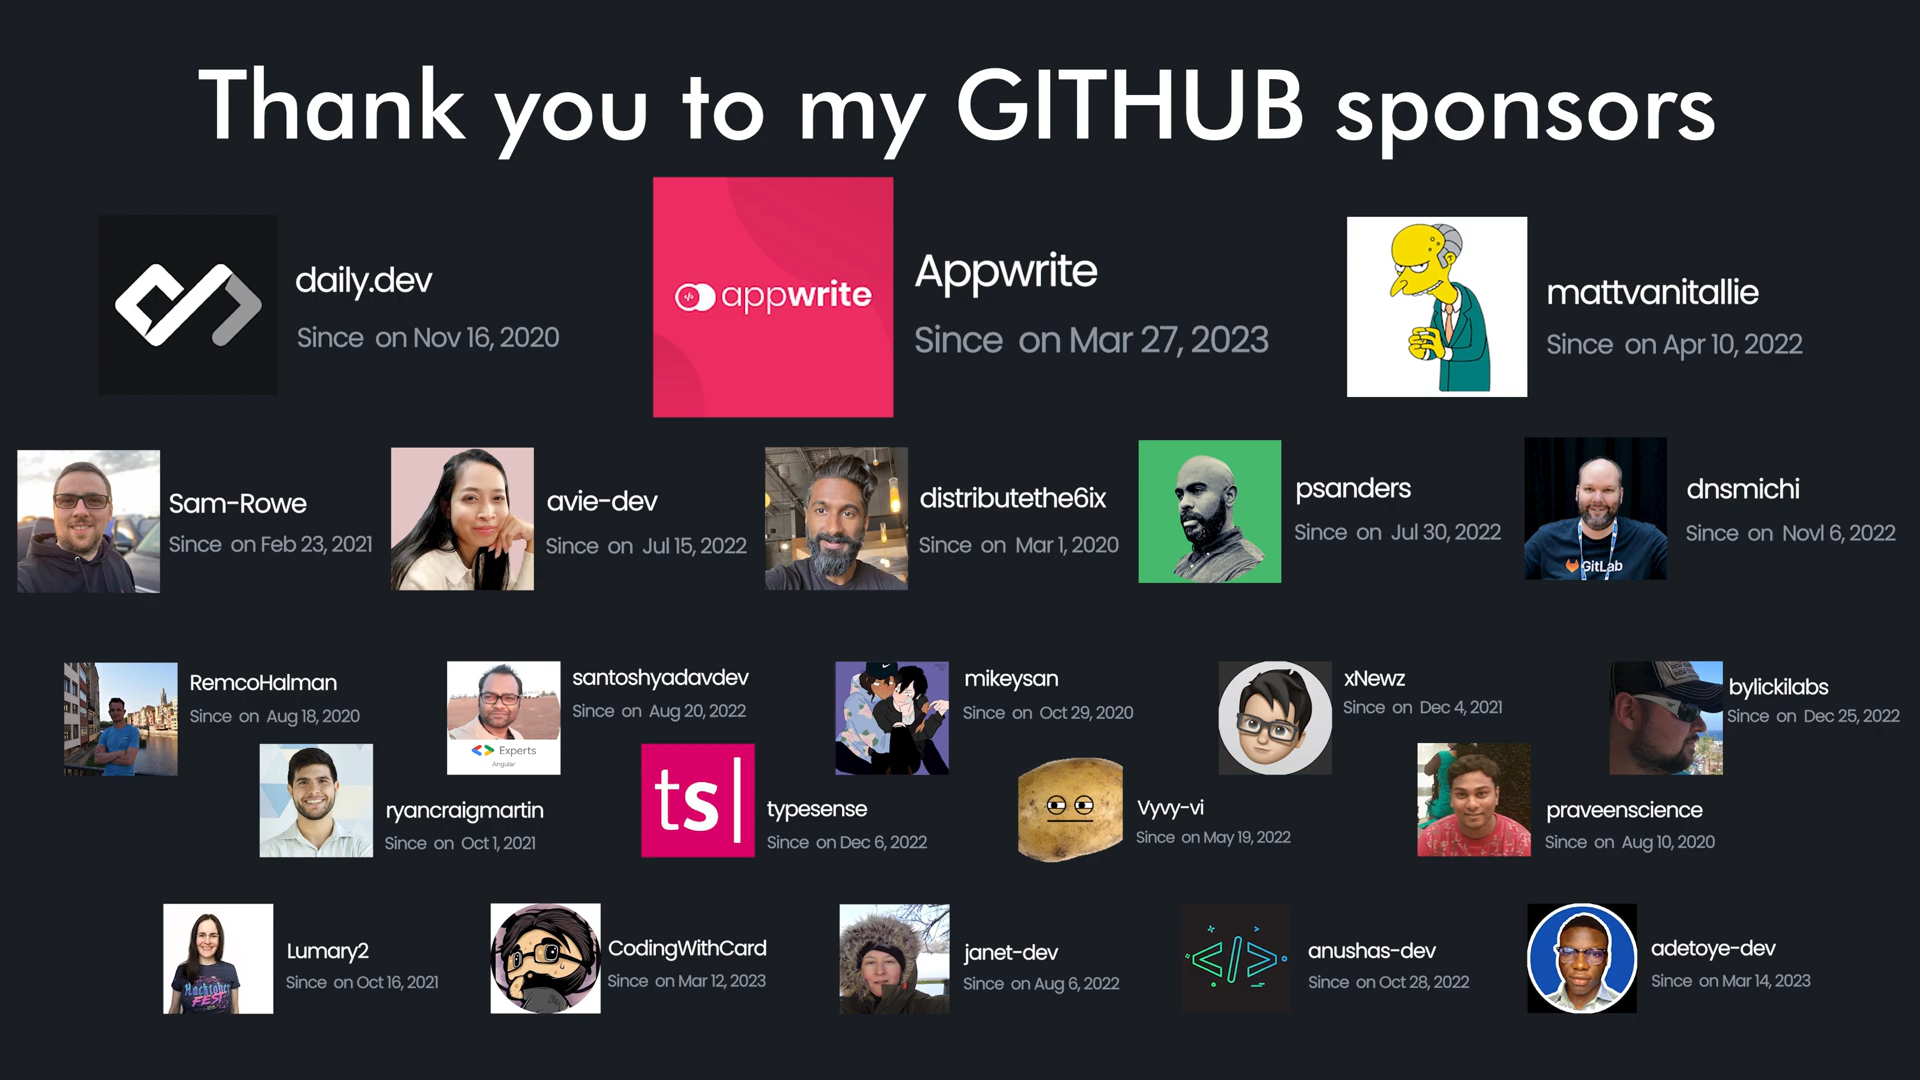 Thank you to my GITHUB sponsors
daily.dev
Since on Nov 16, 2020
appwrite
Appwrite
Since on Mar 27, 2023
mattvanitallie
Since on Apr 10, 2022
Sam-Rowe
Since on Feb 23, 2021
avie-dev
Since on Jul 15, 2022
distributethe6ix
Since on Mar 1, 2020
psanders
Since on Jul 30, 2022
GitLab
dnsmichi
Since on Novl 6, 2022
RemcoHalman
Since on Aug 18, 2020
Experts
Angular
santoshyadavdev
Since on Aug 20, 2022
mikeysan
Since on Oct 29, 2020
xNewz
Since on Dec 4, 2021
bylickilabs
Since on Dec 25, 2022
ryancraigmartin
Since on Oct 1, 2021
ts|
typesense
Since on Dec 6, 2022
Vyvy-vi
Since on May 19, 2022
praveenscience
Since on Aug 10, 2020
Hacktober
FEST
Lumary2
Since on Oct 16, 2021
CodingWithCard
Since on Mar 12, 2023
janet-dev
Since on Aug 6, 2022
</>
anushas-dev
Since on Oct 28, 2022
adetoye-dev
Since on Mar 14, 2023